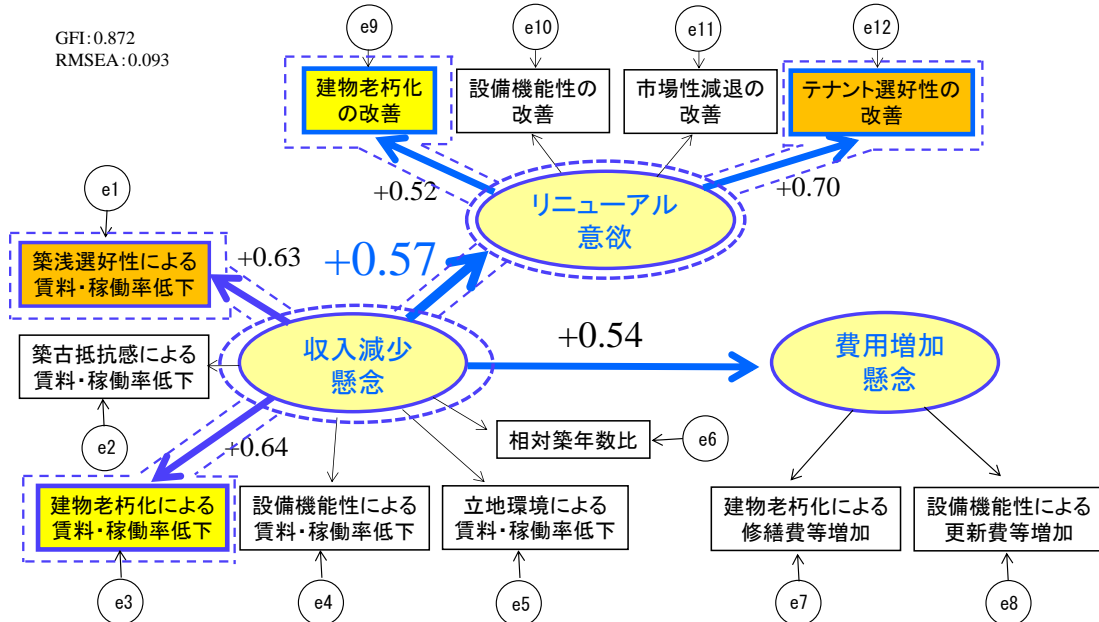 GFI:0.872
RMSEA:0.093
e9
e10
e11
e12
建物老朽化
の改善
設備機能性の
改善
市場性減退の
改善
テナント選好性の
改善
+0.52
+0.70
リニューアル
意欲
e1
築浅選好性による
賃料・稼働率低下
+0.63
+0.57
築古抵抗感による
賃料・稼働率低下
収入減少
懸念
+0.54
費用増加
懸念
e2
+0.64
相対築年数比
e6
建物老朽化による
賃料・稼働率低下
設備機能性による
賃料・稼働率低下
立地環境による
賃料・稼働率低下
建物老朽化による
修繕費等増加
設備機能性による
更新費等増加
e3
e4
e5
e7
e8